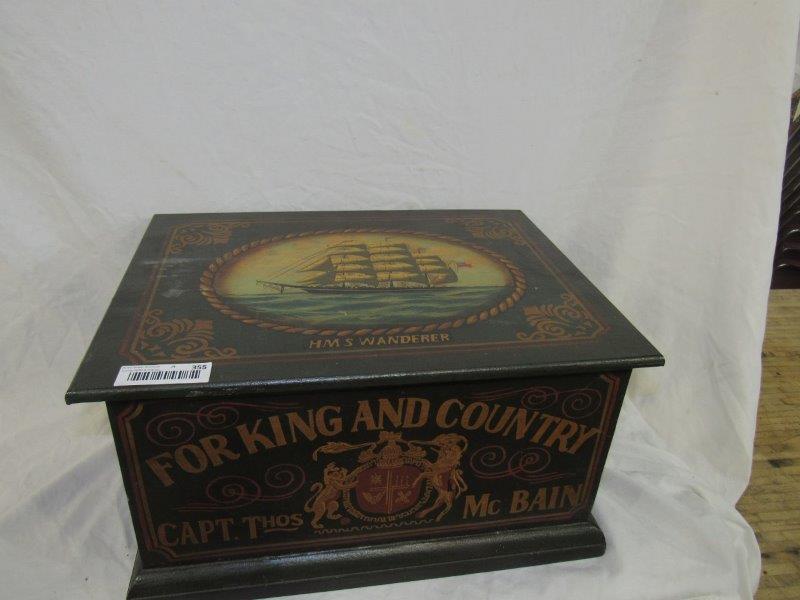 HMS WANDERER
355
FOR KING AND COUNTRY
CAPT. THOS Mc BAIN